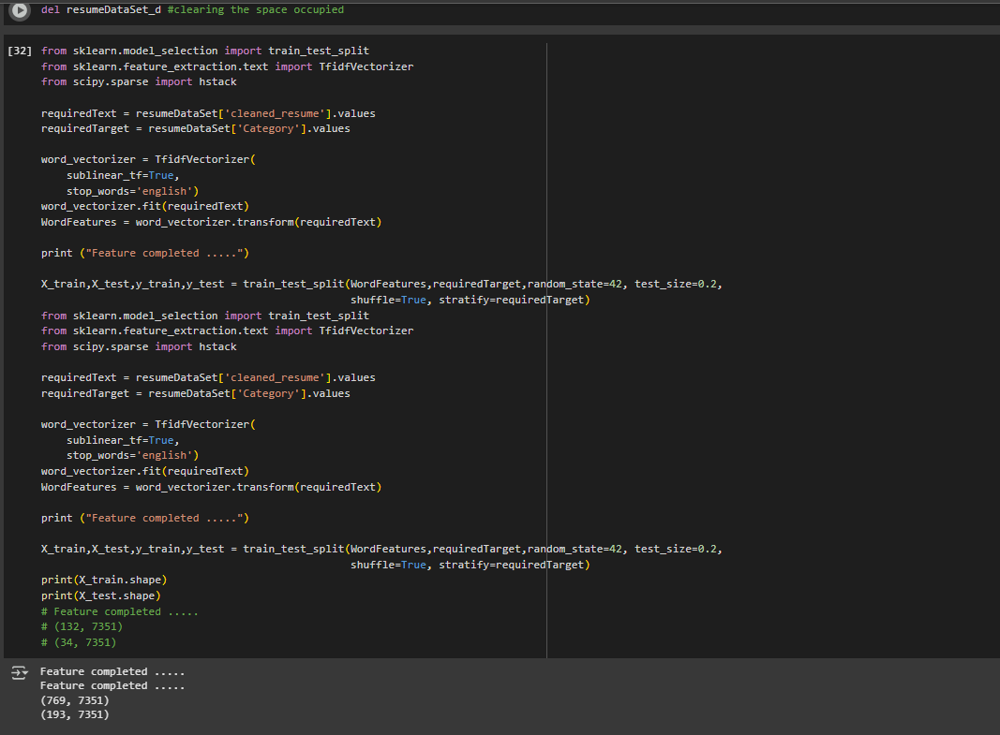 del resumeDataSet_d #clearing the space occupied
[32] from sklearn.model_selection import train_test_split
from sklearn.feature_extraction.text import TfidfVectorizer
from scipy.sparse import hstack
requiredText = resumeDataSet['cleaned_resume'].values
requiredTarget = resumeDataSet['Category'].values
word_vectorizer = TfidfVectorizer(
    sublinear_tf=True,
    stop_words='english')
word_vectorizer.fit(requiredText)
WordFeatures = word_vectorizer.transform(requiredText)
print ("Feature completed .....")
X_train,X_test,y_train,y_test = train_test_split(WordFeatures,requiredTarget,random_state=42, test_size=0.2,
                                                 shuffle=True, stratify=requiredTarget)
from sklearn.model_selection import train_test_split
from sklearn.feature_extraction.text import TfidfVectorizer
from scipy.sparse import hstack
requiredText = resumeDataSet['cleaned_resume'].values
requiredTarget = resumeDataSet['Category'].values
word_vectorizer = TfidfVectorizer(
    sublinear_tf=True,
    stop_words='english')
word_vectorizer.fit(requiredText)
WordFeatures = word_vectorizer.transform(requiredText)
print ("Feature completed .....")
X_train,X_test,y_train,y_test = train_test_split(WordFeatures,requiredTarget,random_state=42, test_size=0.2,
                                                 shuffle=True, stratify=requiredTarget)
print(X_train.shape)
print(X_test.shape)
# Feature completed .....
# (132, 7351)
# (34, 7351)
Feature completed .....
Feature completed .....
(769, 7351)
(193, 7351)